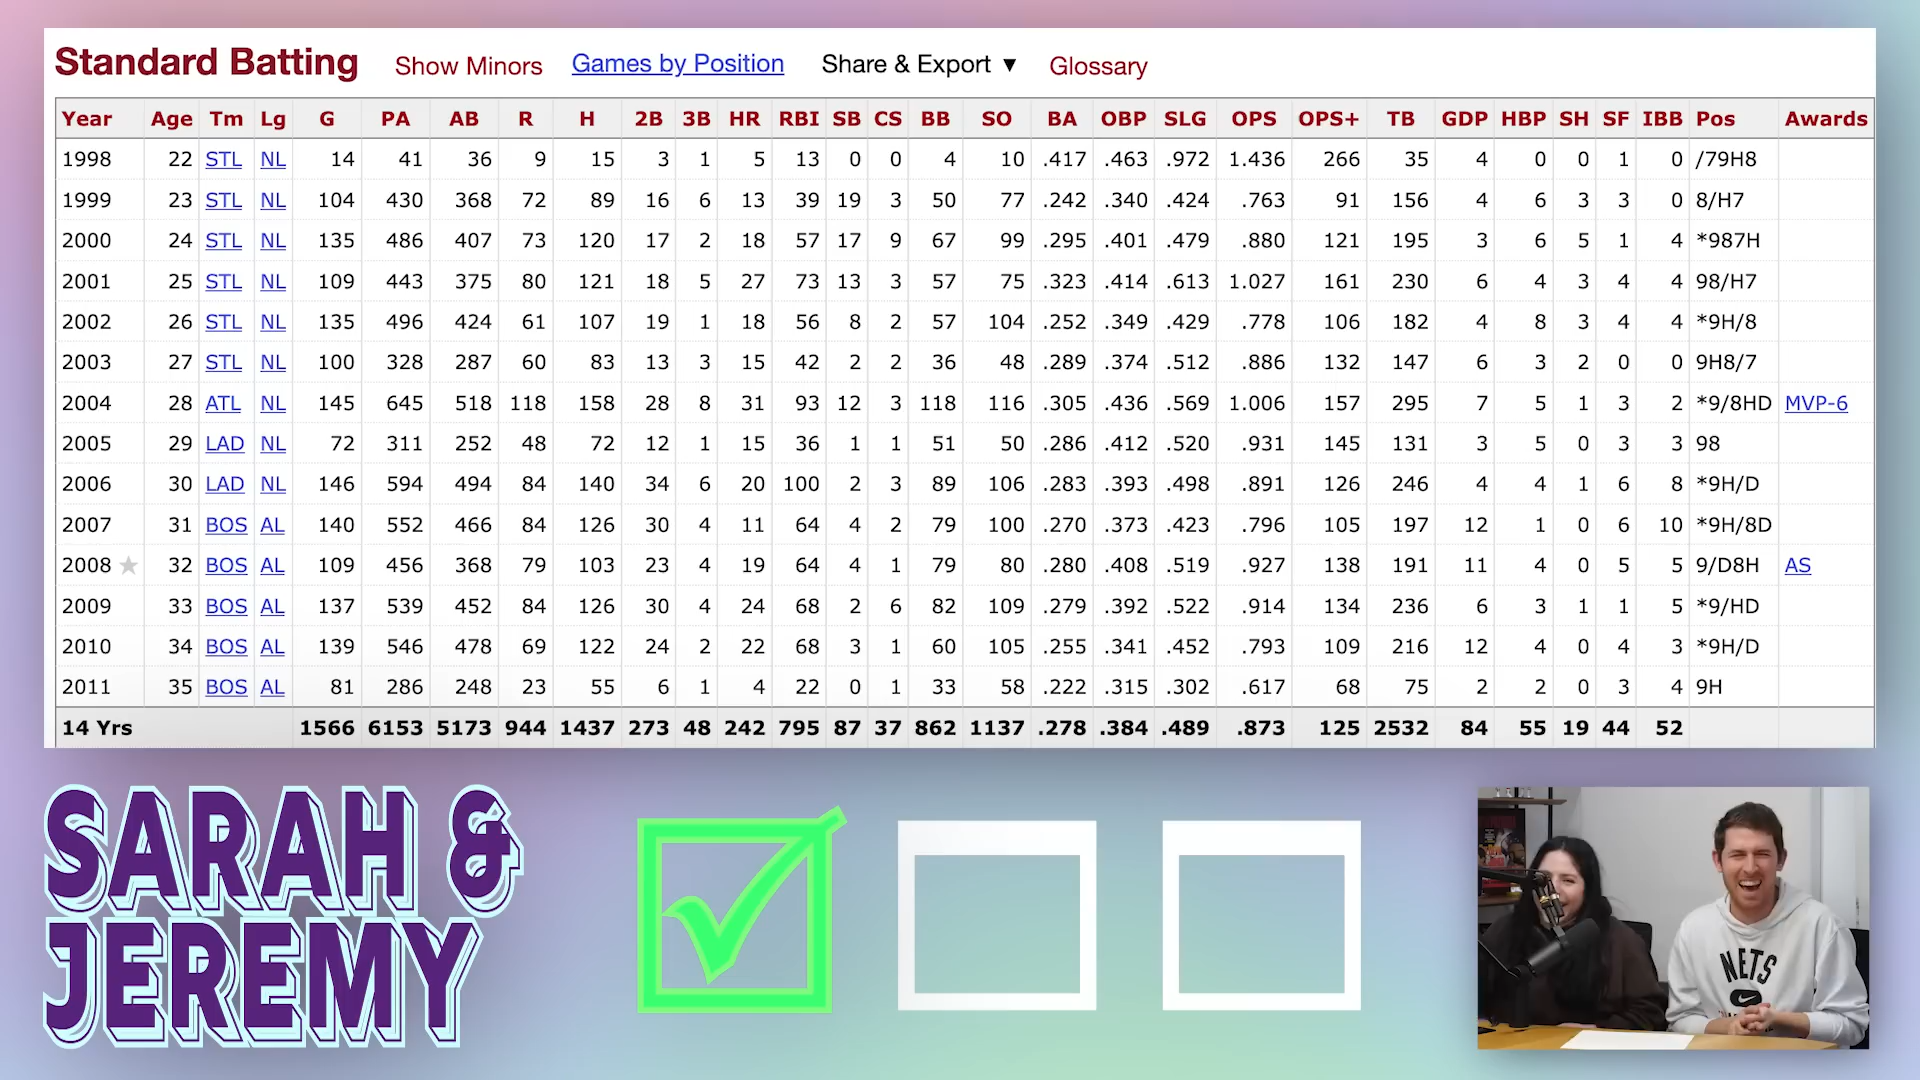 Standard Batting Show Minors Games by Position Share & Export ▼ Glossary
Year Age Tm Lg G PA AB R H 2B 3B HR RBI SB CS BB SO BA OBP SLG OPS OPS+ TB GDP HBP SH SF IBB Pos Awards
1998 22 STL NL 14 41 36 9 15 3 1 5 13 0 0 4 10 .417 .463 .972 1.436 266 35 4 0 0 1 0 /79H8
1999 23 STL NL 104 430 368 72 89 16 6 13 39 19 3 50 77 .242 .340 .424 .763 91 156 4 6 3 3 0 8/H7
2000 24 STL NL 135 486 407 73 120 17 2 18 57 17 9 67 99 .295 .401 .479 .880 121 195 3 6 5 1 4 *987H
2001 25 STL NL 109 443 375 80 121 18 5 27 73 13 3 57 75 .323 .414 .613 1.027 161 230 6 4 3 4 4 98/H7
2002 26 STL NL 135 496 424 61 107 19 1 18 56 8 2 57 104 .252 .349 .429 .778 106 182 4 8 3 4 4 *9H/8
2003 27 STL NL 100 328 287 60 83 13 3 15 42 2 2 36 48 .289 .374 .512 .886 132 147 6 3 2 0 0 9H8/7
2004 28 ATL NL 145 645 518 118 158 28 8 31 93 12 3 118 116 .305 .436 .569 1.006 157 295 7 5 1 3 2 *9/8HD MVP-6
2005 29 LAD NL 72 311 252 48 72 12 1 15 36 1 1 51 50 .286 .412 .520 .931 145 131 3 5 0 3 3 98
2006 30 LAD NL 146 594 494 84 140 34 6 20 100 2 3 89 106 .283 .393 .498 .891 126 246 4 4 1 6 8 *9H/D
2007 31 BOS AL 140 552 466 84 126 30 4 11 64 4 2 79 100 .270 .373 .423 .796 105 197 12 1 0 6 10 *9H/8D
2008 ★ 32 BOS AL 109 456 368 79 103 23 4 19 64 4 1 79 80 .280 .408 .519 .927 138 191 11 4 0 5 5 9/D8H AS
2009 33 BOS AL 137 539 452 84 126 30 4 24 68 2 6 82 109 .279 .392 .522 .914 134 236 6 3 1 1 5 *9/HD
2010 34 BOS AL 139 546 478 69 122 24 2 22 68 3 1 60 105 .255 .341 .452 .793 109 216 12 4 0 4 3 *9H/D
2011 35 BOS AL 81 286 248 23 55 6 1 4 22 0 1 33 58 .222 .315 .302 .617 68 75 2 2 0 3 4 9H
14 Yrs 1566 6153 5173 944 1437 273 48 242 795 87 37 862 1137 .278 .384 .489 .873 125 2532 84 55 19 44 52
SARAH &
JEREMY
NETS